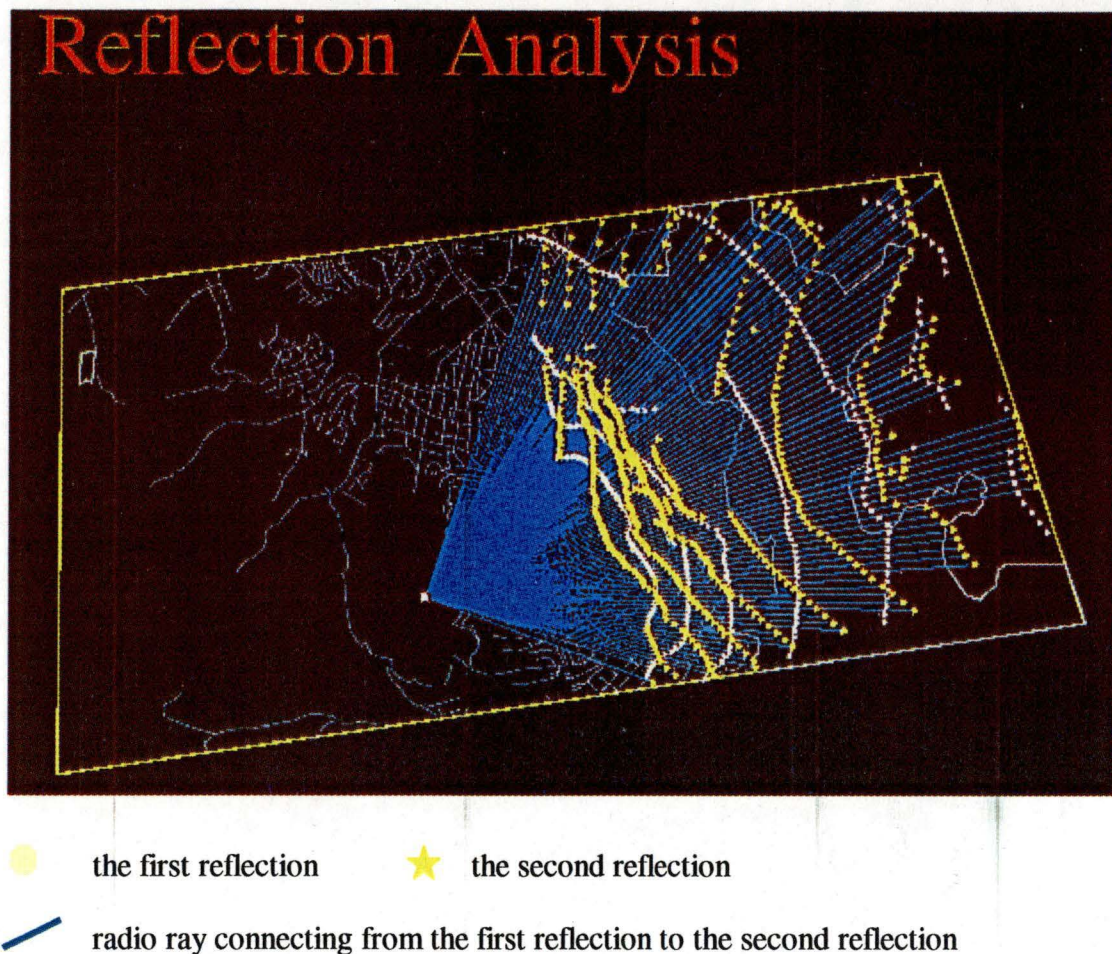 Reflection Analysis
the first reflection
the second reflection
radio ray connecting from the first reflection to the second reflection